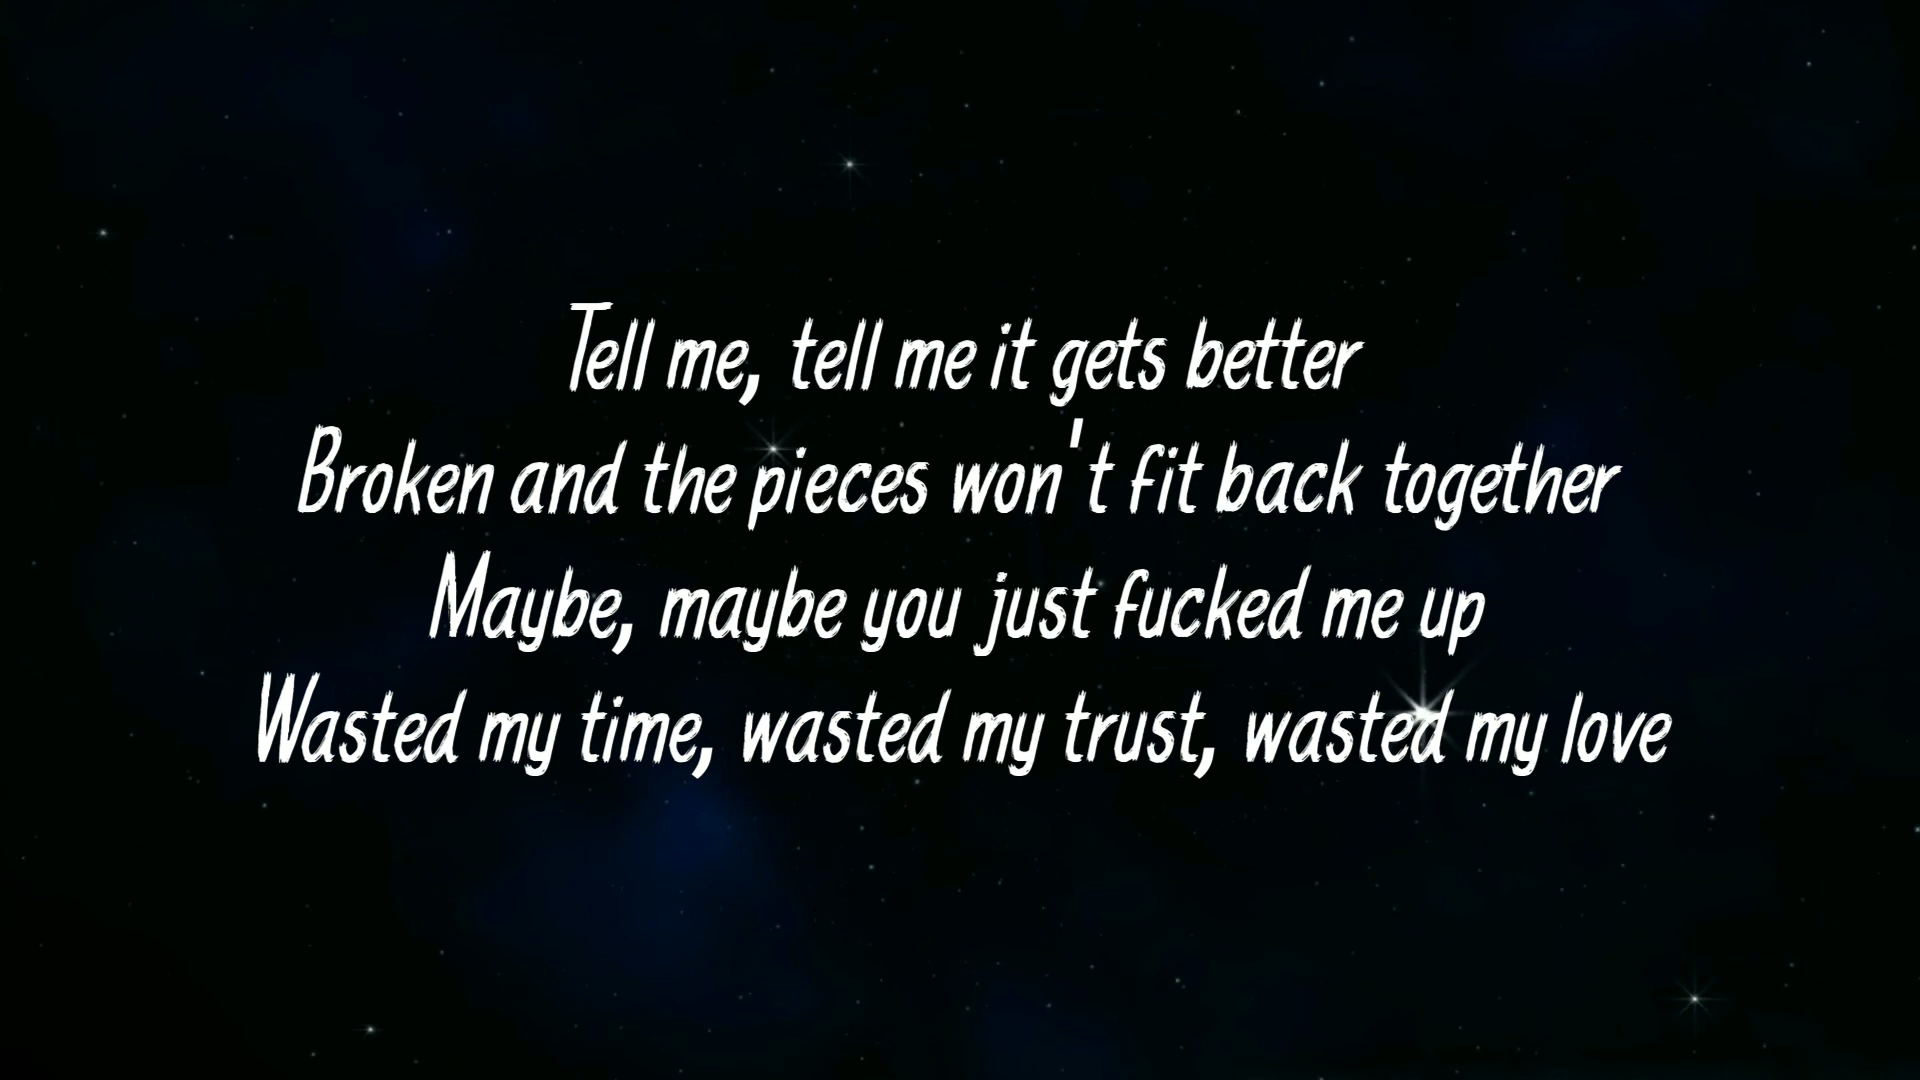 Tell me, tell me it gets better
Broken and the pieces won't fit back together
Maybe, maybe you just fucked me up
Wasted my time, wasted my trust, wasted my love